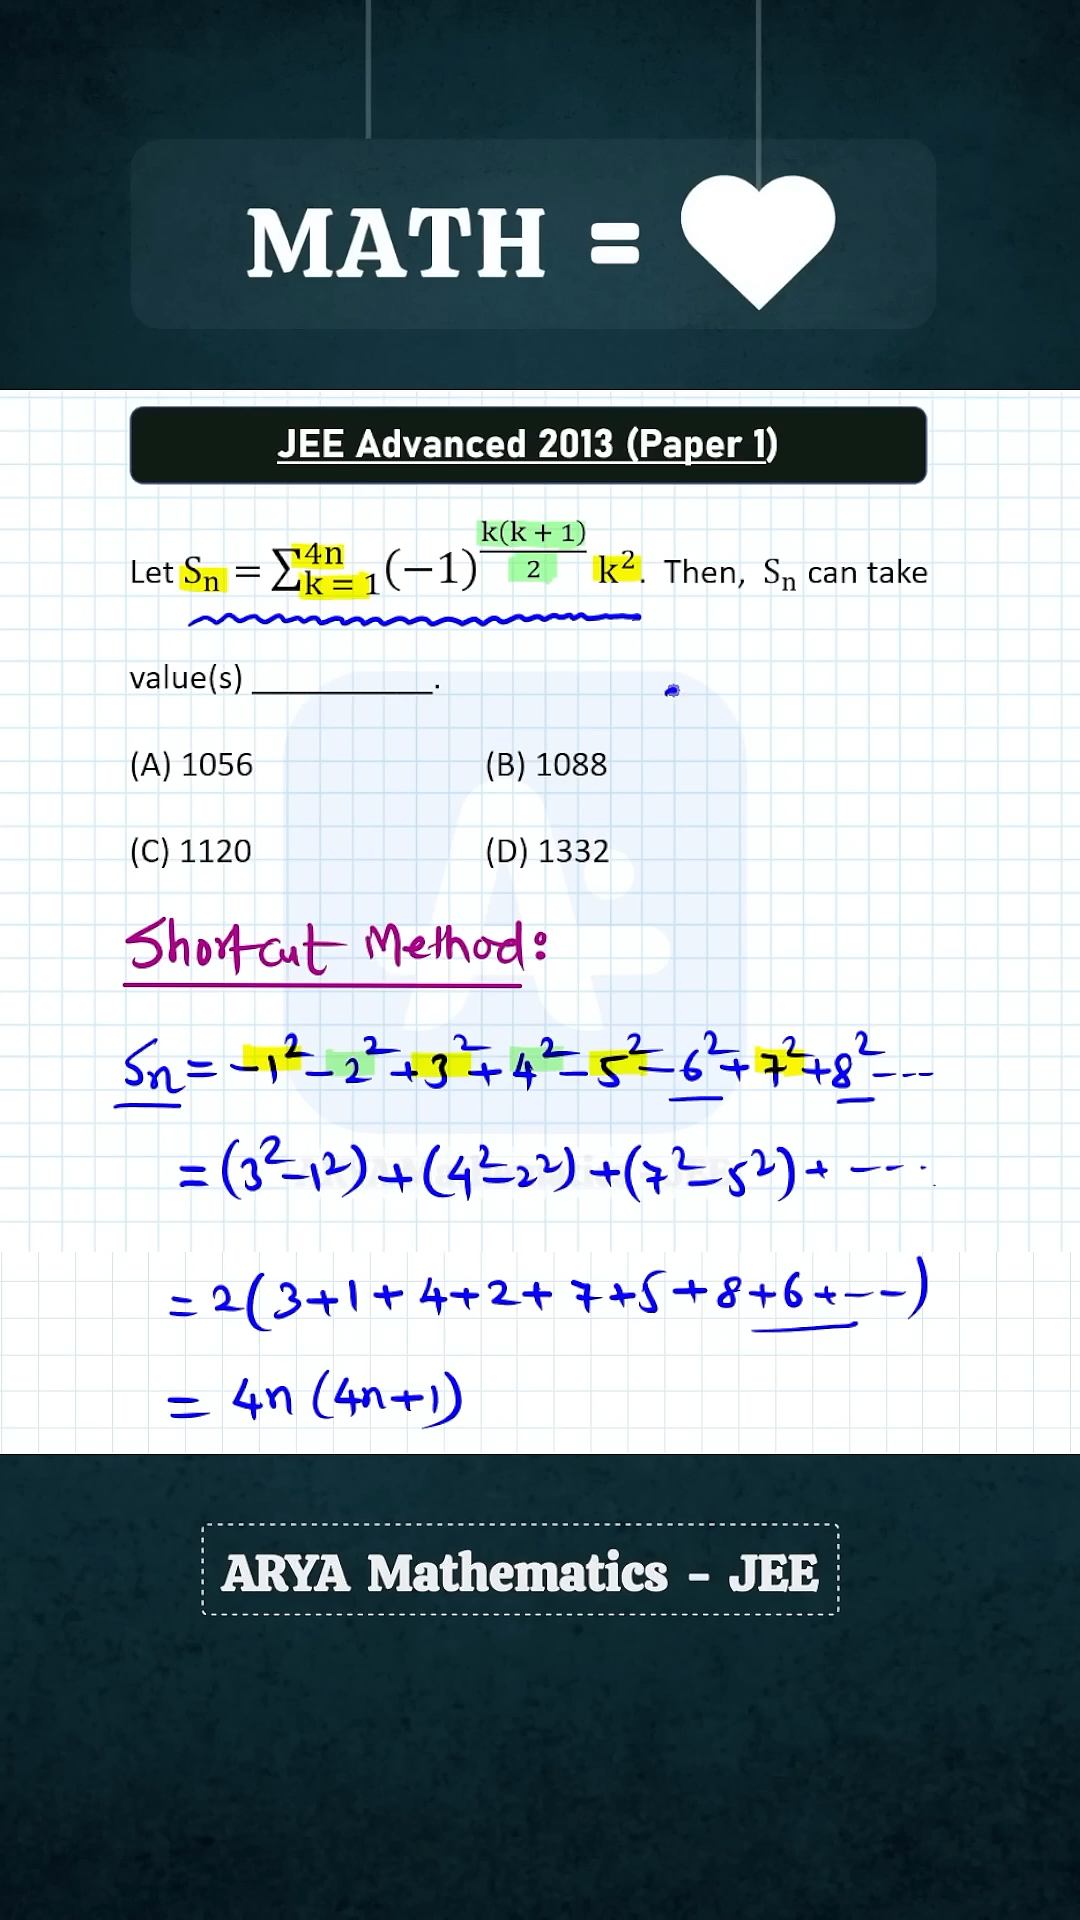 MATH =
JEE Advanced 2013 (Paper 1)
Let Sₙ = ∑_{k = 1}^{4n} (−1)^{k(k + 1)/2} k². Then, Sₙ can take
value(s) __________.
(A) 1056 (B) 1088
(C) 1120 (D) 1332
Shortcut Method:
Sn = -1² - 2² + 3² + 4² - 5² - 6² + 7² + 8² ----
= (3² - 1²) + (4² - 2²) + (7² - 5²) + ----
= 2(3+1+4+2+7+5+8+6+---)
= 4n (4n+1)
ARYA Mathematics - JEE